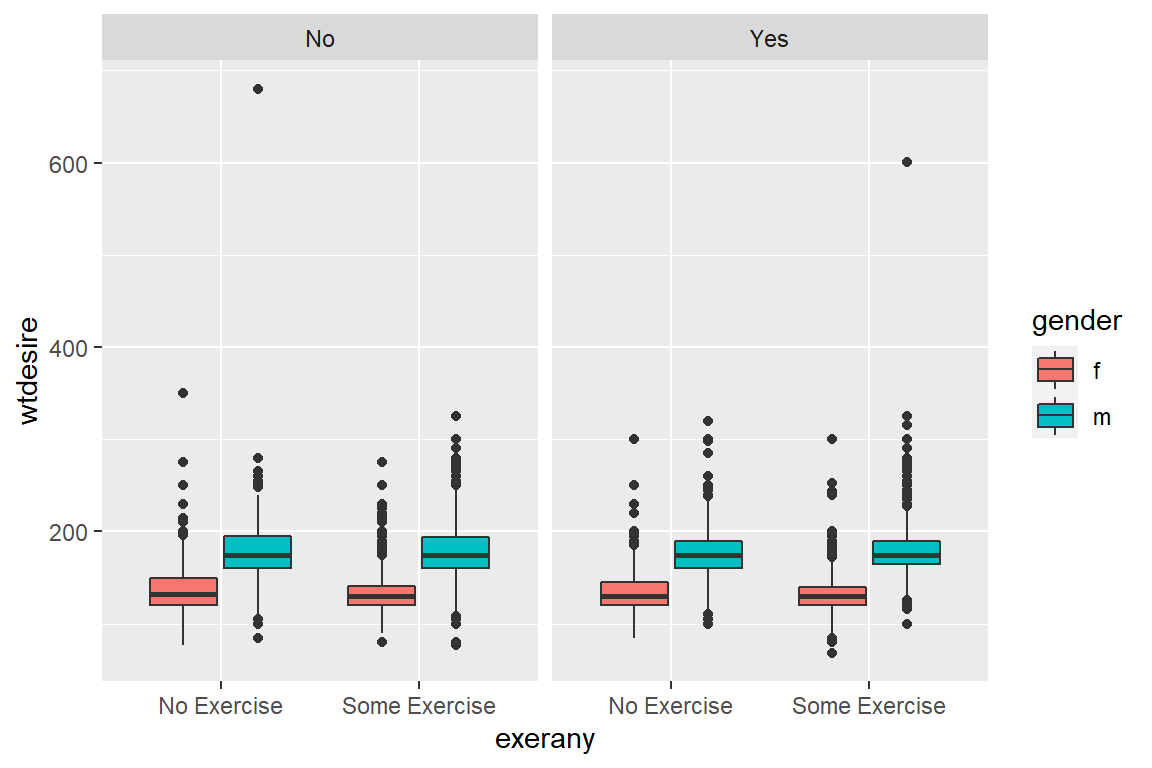 No
Yes
wtdesire
600
400
200
gender
f
m
No Exercise
Some Exercise
No Exercise
Some Exercise
exerany